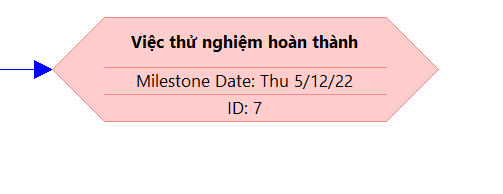 Việc thử nghiệm hoàn thành
Milestone Date: Thu 5/12/22
ID: 7